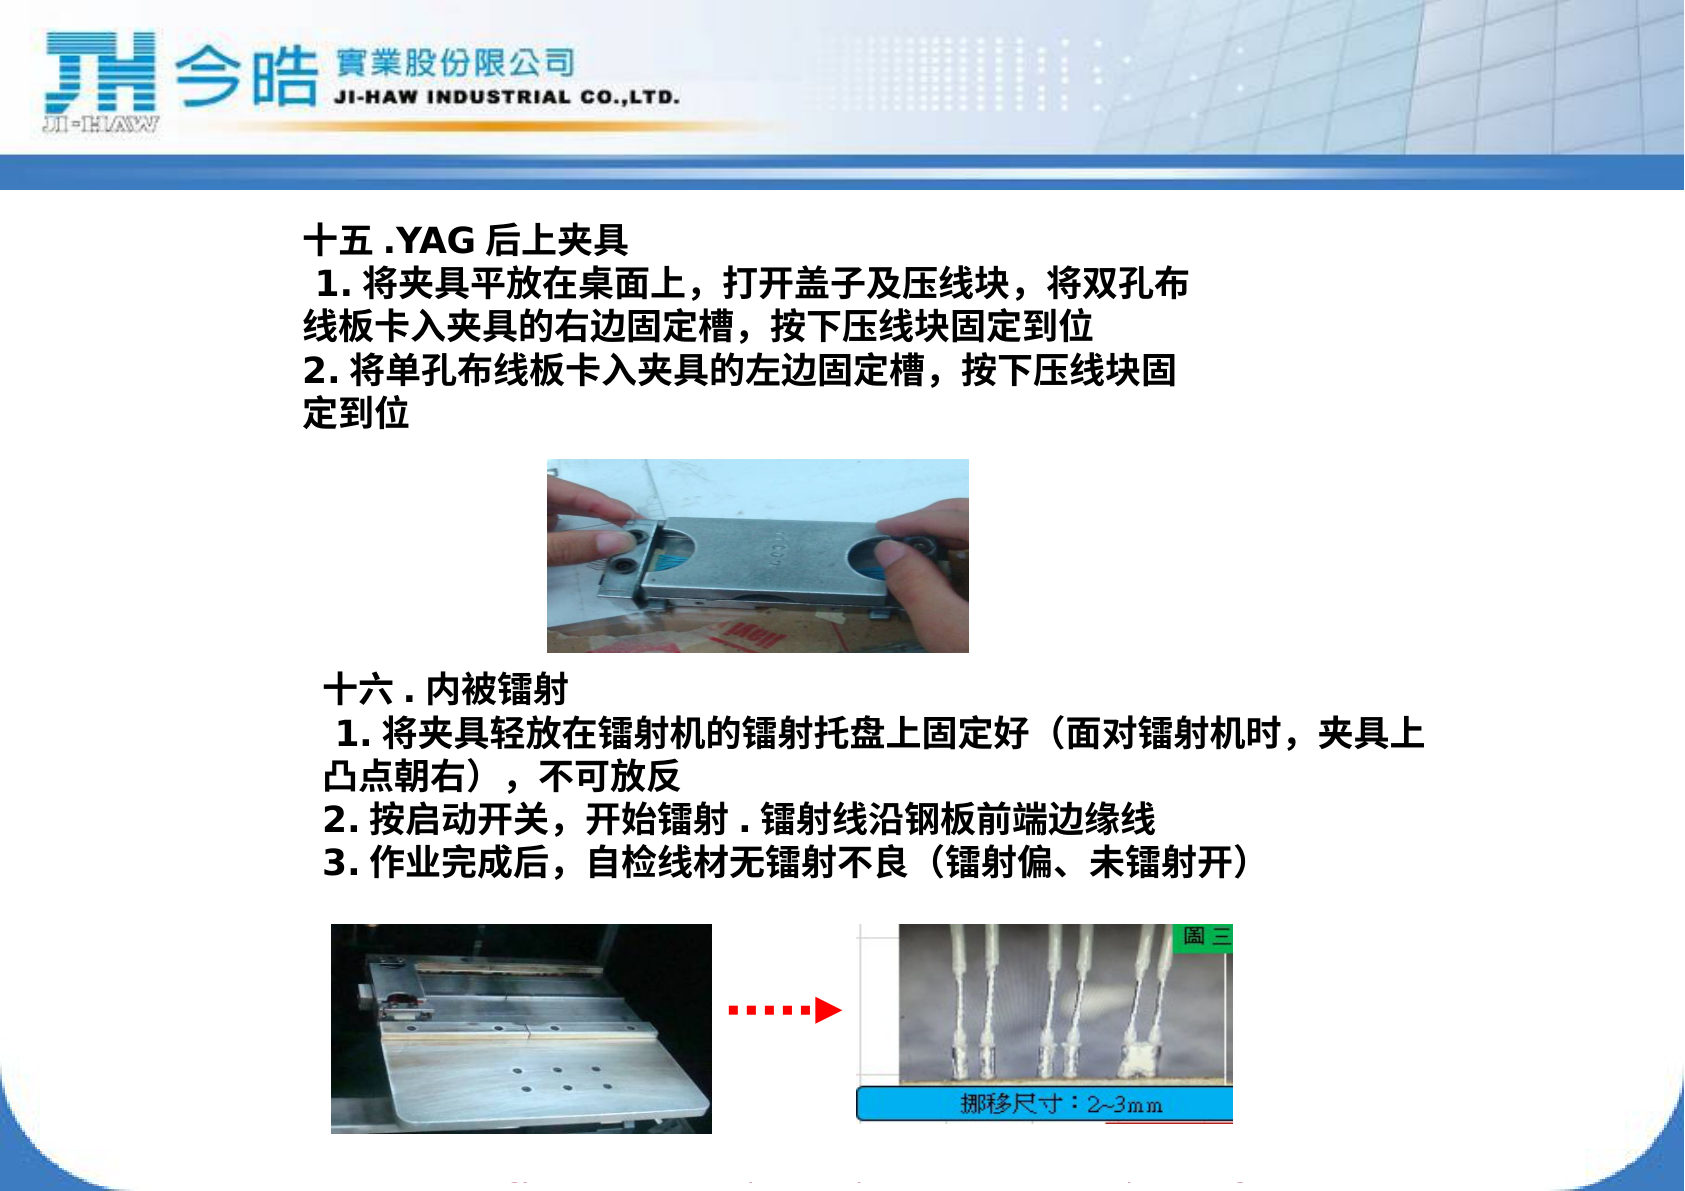 JH 今皓 實業股份限公司
JI-HAW JI-HAW INDUSTRIAL CO.,LTD.
十五 .YAG 后上夹具
1. 将夹具平放在桌面上，打开盖子及压线块，将双孔布
线板卡入夹具的右边固定槽，按下压线块固定到位
2. 将单孔布线板卡入夹具的左边固定槽，按下压线块固
定到位
十六 . 内被镭射
1. 将夹具轻放在镭射机的镭射托盘上固定好（面对镭射机时，夹具上
凸点朝右），不可放反
2. 按启动开关，开始镭射 . 镭射线沿钢板前端边缘线
3. 作业完成后，自检线材无镭射不良（镭射偏、未镭射开）
圖 三
挪移尺寸：2~3mm